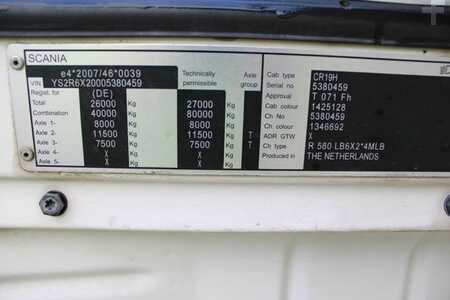 SCANIA
e4*2007/46*0039
VIN YS2R6X20005380459
Regist. for (DE) Technically permissible Axle group
Total 26000 Kg 27000 Kg
Combination 40000 Kg 80000 Kg
Axle 1- 8000 Kg 8000 Kg
Axle 2- 11500 Kg 11500 Kg T
Axle 3- 7500 Kg 7500 Kg T
Axle 4- X Kg X Kg
Axle 5- X Kg X Kg
Cab type CR19H
Serial no 5380459
Approval T 071 Fh
Cab colour 1425128
Ch No 5380459
Ch colour 1346692
ADR GTW X
Ch type R 580 LB6X2*4MLB
Produced in THE NETHERLANDS